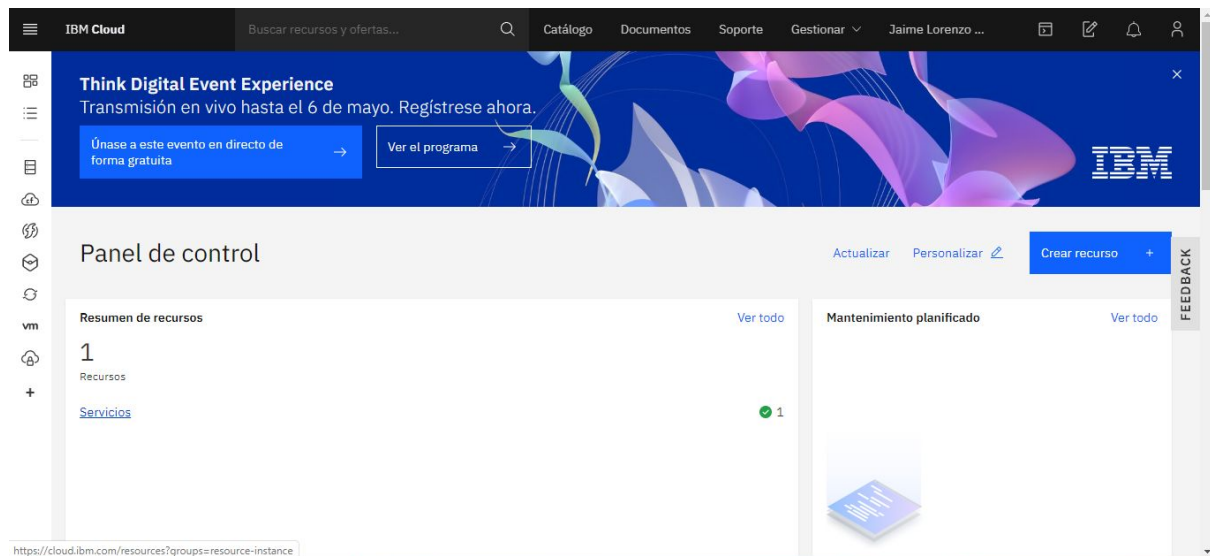 IBM Cloud
Buscar recursos y ofertas...
Catálogo
Documentos
Soporte
Gestionar
Jaime Lorenzo ...
Think Digital Event Experience
Transmisión en vivo hasta el 6 de mayo. Regístrese ahora.
Únase a este evento en directo de
forma gratuita
Ver el programa
IBM
Panel de control
Actualizar
Personalizar
Crear recurso +
FEEDBACK
Resumen de recursos
Ver todo
1
Recursos
Servicios
1
Mantenimiento planificado
Ver todo
cf
vm
A
https://cloud.ibm.com/resources?groups=resource-instance